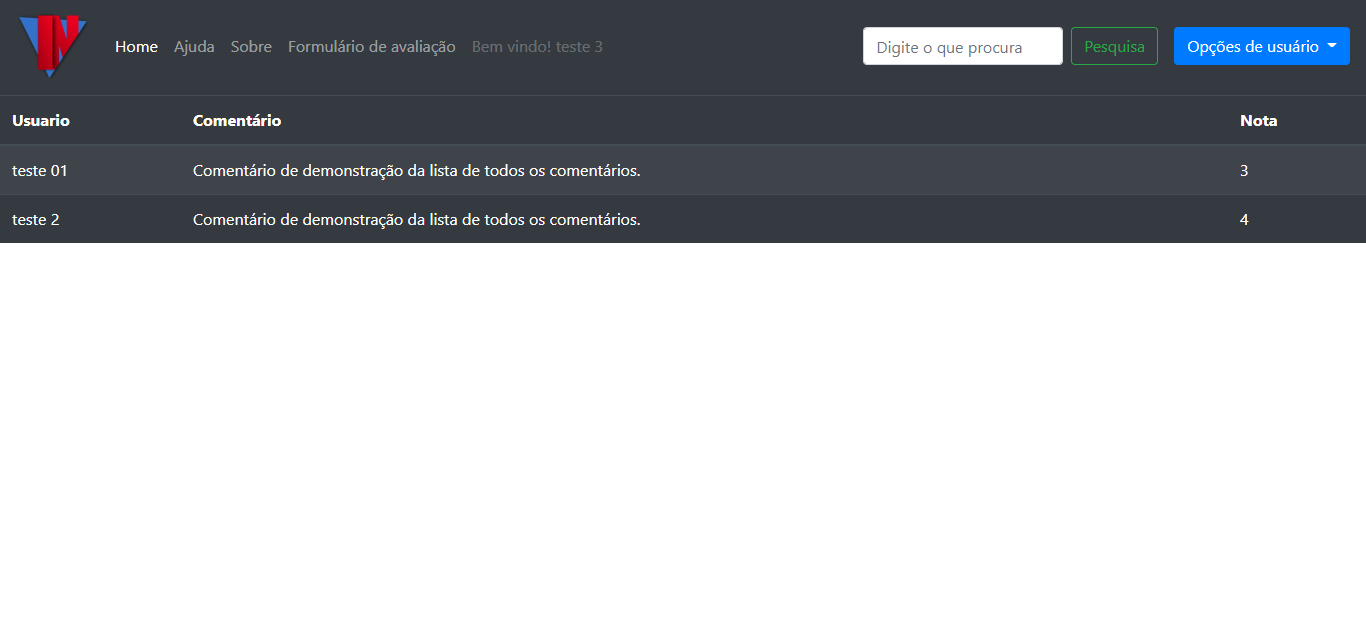 Home Ajuda Sobre Formulário de avaliação Bem vindo! teste 3 Digite o que procura Pesquisa Opções de usuário
Usuario Comentário Nota
teste 01 Comentário de demonstração da lista de todos os comentários. 3
teste 2 Comentário de demonstração da lista de todos os comentários. 4